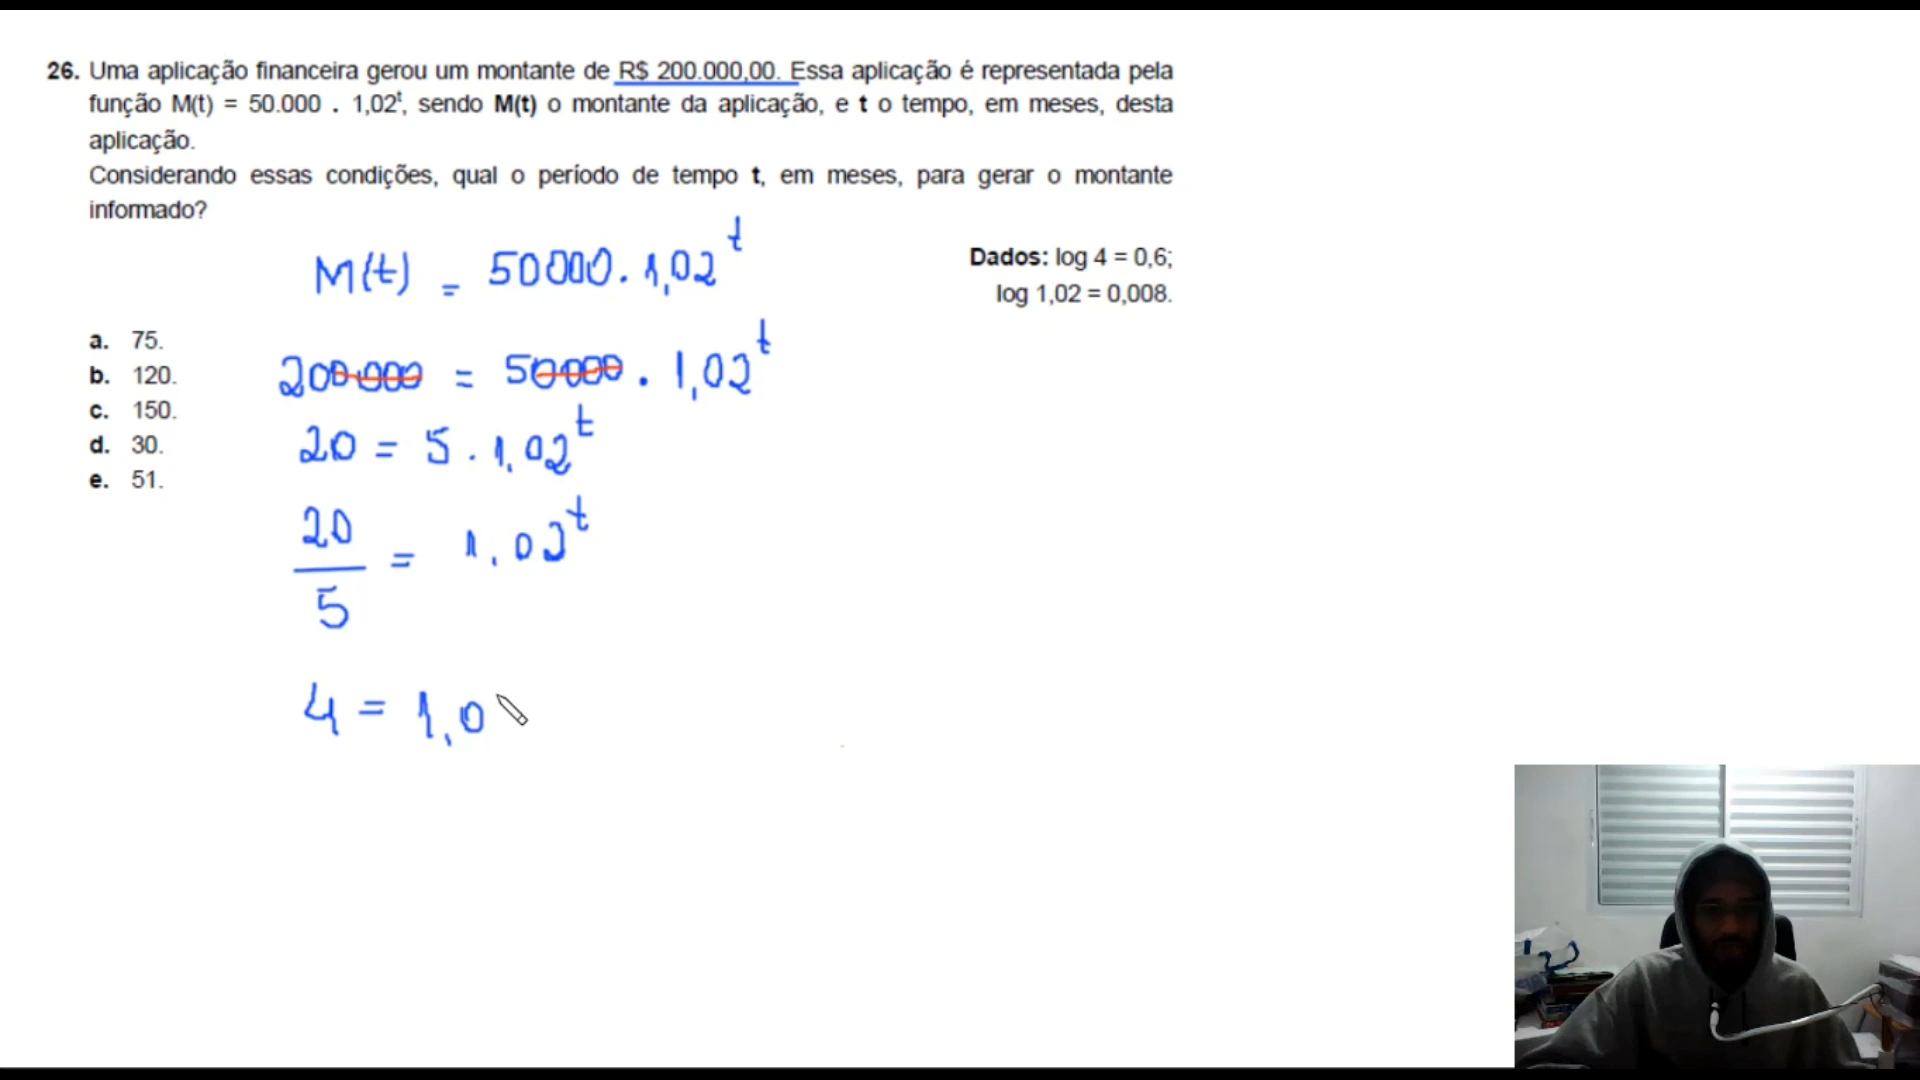 26. Uma aplicação financeira gerou um montante de R$ 200.000,00. Essa aplicação é representada pela
função M(t) = 50.000 . 1,02ᵗ, sendo M(t) o montante da aplicação, e t o tempo, em meses, desta
aplicação.
Considerando essas condições, qual o período de tempo t, em meses, para gerar o montante
informado?
Dados: log 4 = 0,6;
log 1,02 = 0,008.
a. 75.
b. 120.
c. 150.
d. 30.
e. 51.
M(t) = 50000 . 1,02ᵗ
200.000 = 50000 . 1,02ᵗ
20 = 5 . 1,02ᵗ
20/5 = 1,02ᵗ
4 = 1,0